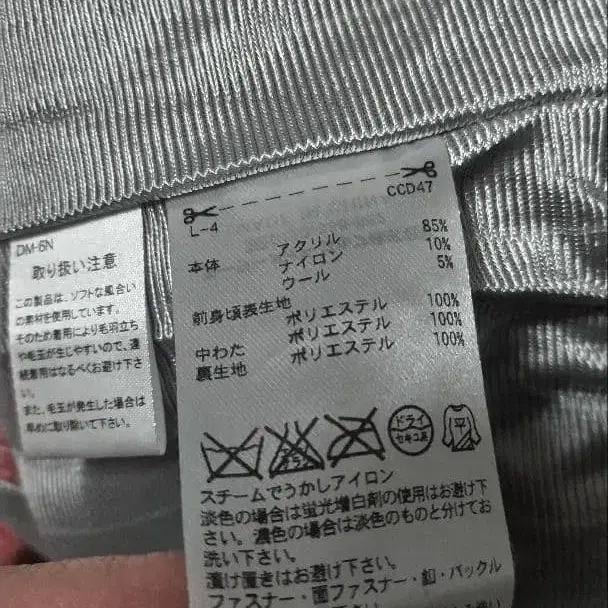 DM-6N
取り扱い注意
この製品は、ソフトな風合い
の素材を使用しています。
そのため着用により毛羽立ち
や毛玉が生じやすいので、連
続着用はなるべくお避け下さ
い。
また、毛玉が発生した場合は
早めに取り除いて下さい。
L-4 CCD47
本体 アクリル 85%
ナイロン 10%
ウール 5%
前身頃表生地
ポリエステル 100%
中わた ポリエステル 100%
裏生地 ポリエステル 100%
エンソ
ドライ
セキユ系
平
スチームでうかしアイロン
淡色の場合は蛍光増白剤の使用はお避け下
さい。濃色の場合は淡色のものと分けてお
洗い下さい。
漬け置きはお避け下さい。
ファスナー・面ファスナー・釦・バックル